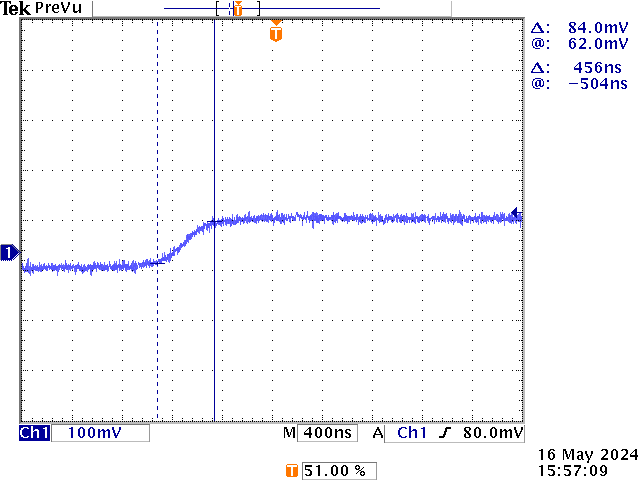 Tek PreVu
T
T
Δ: 84.0mV
@: 62.0mV
Δ: 456ns
@: −504ns
1
Ch1 100mV M 400ns A Ch1 80.0mV
16 May 2024
T 51.00 % 15:57:09